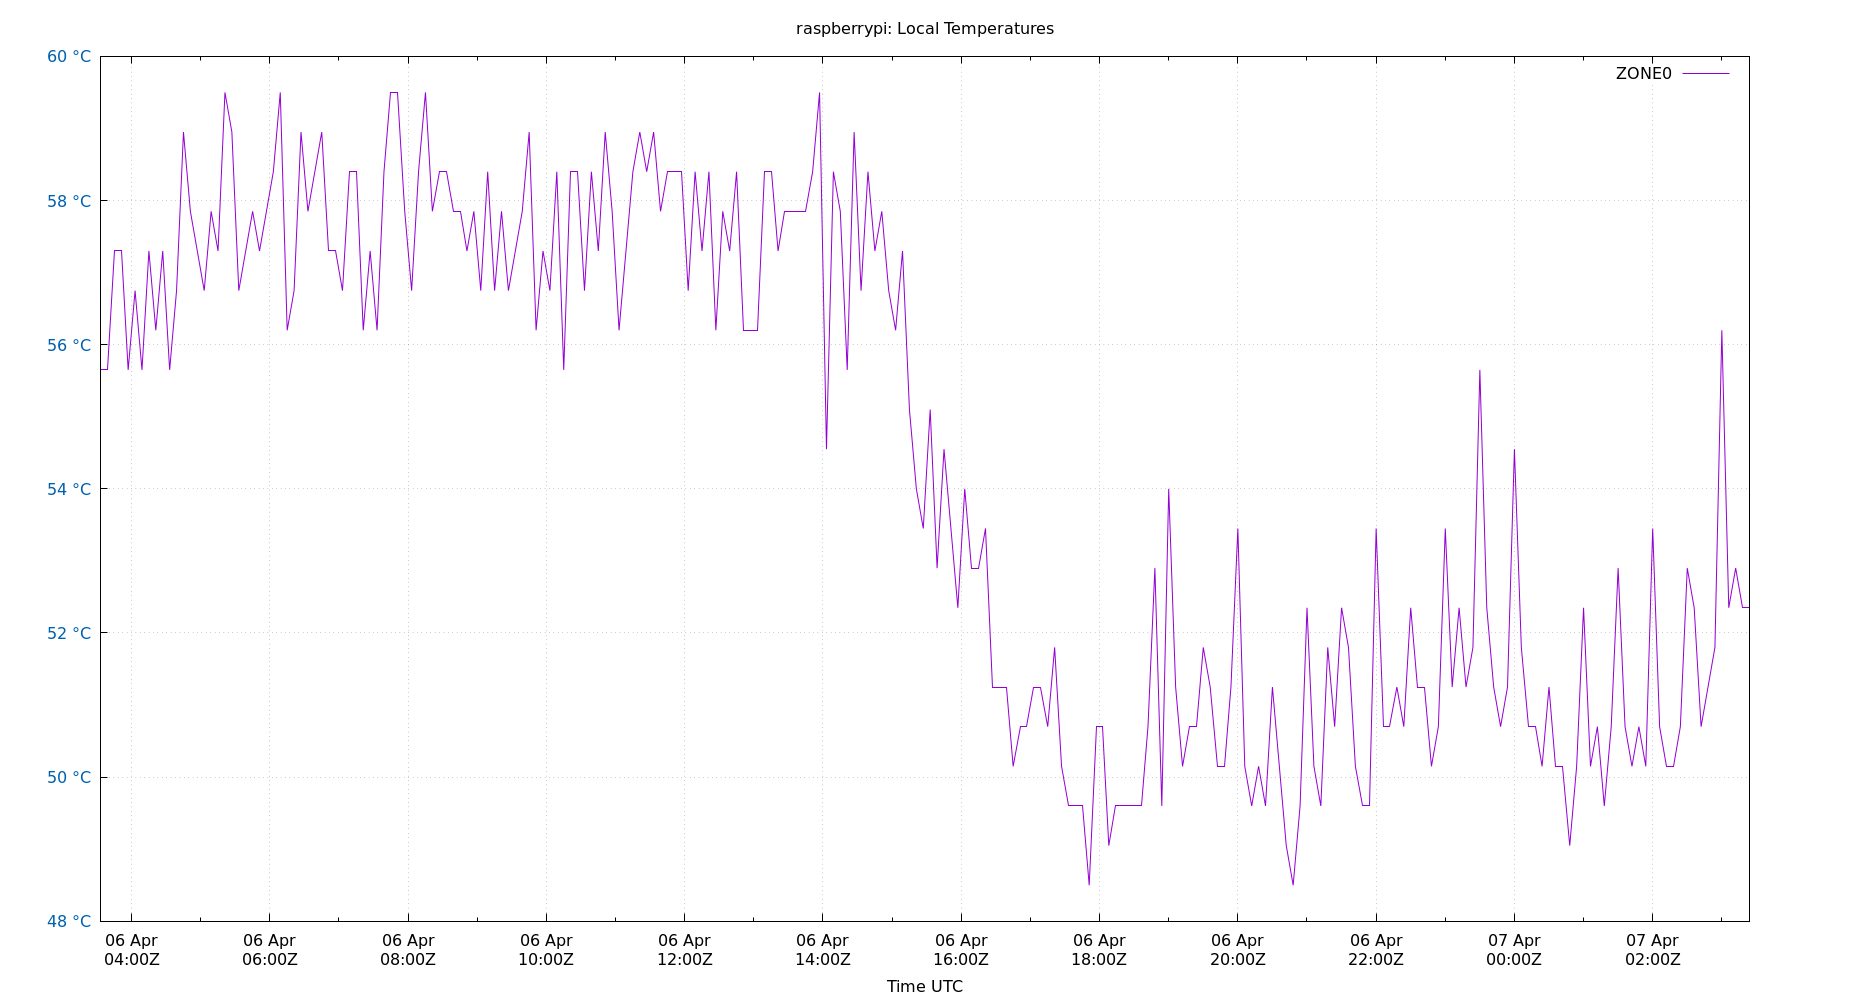 raspberrypi: Local Temperatures
ZONE0
60 °C
58 °C
56 °C
54 °C
52 °C
50 °C
48 °C
06 Apr 06 Apr 06 Apr 06 Apr 06 Apr 06 Apr 06 Apr 06 Apr 06 Apr 06 Apr 07 Apr 07 Apr
04:00Z 06:00Z 08:00Z 10:00Z 12:00Z 14:00Z 16:00Z 18:00Z 20:00Z 22:00Z 00:00Z 02:00Z
Time UTC